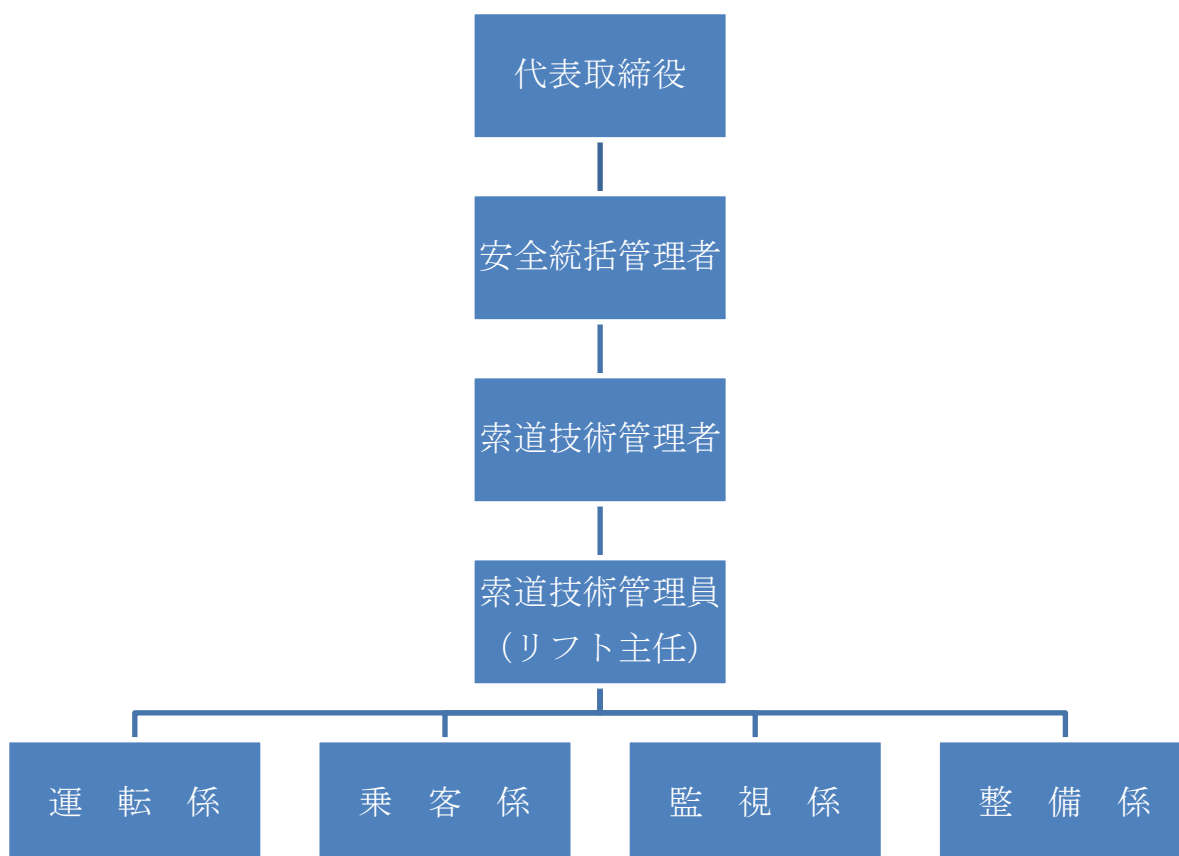 代表取締役
安全統括管理者
索道技術管理者
索道技術管理員
（リフト主任）
運　転　係
乗　客　係
監　視　係
整　備　係